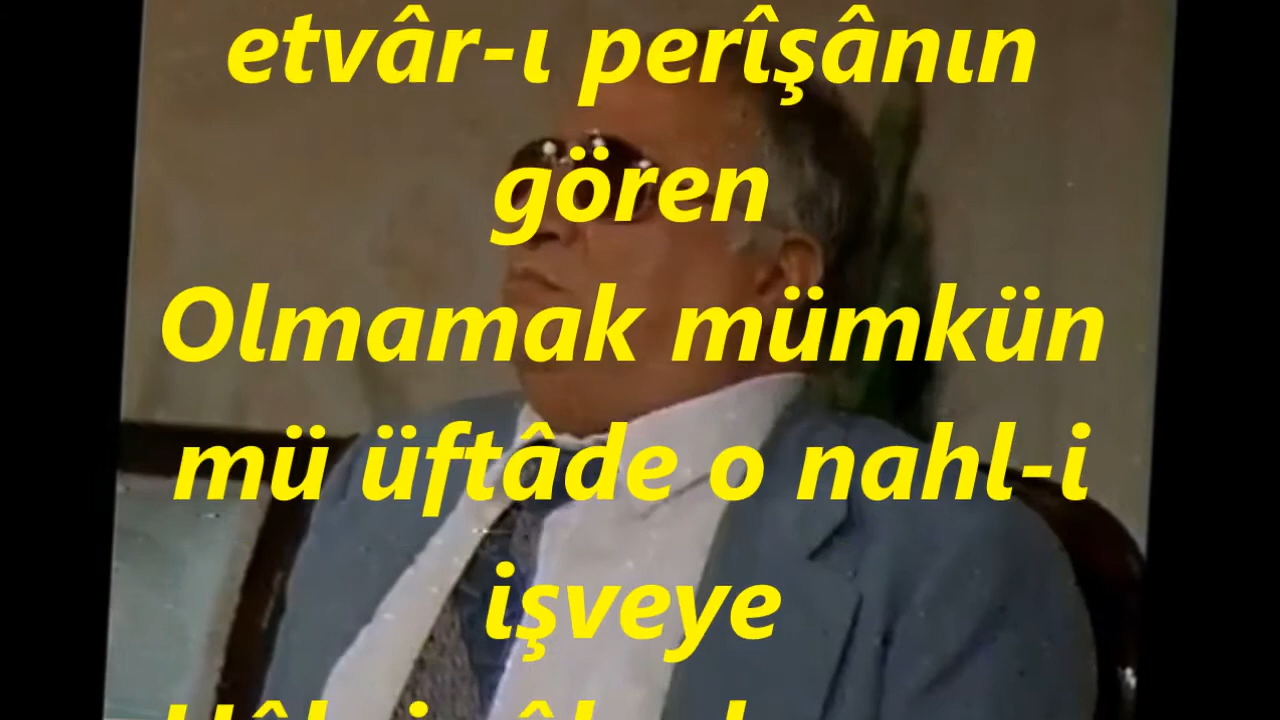 etvâr-ı perîşânın
gören
Olmamak mümkün
mü üftâde o nahl-i
işveye